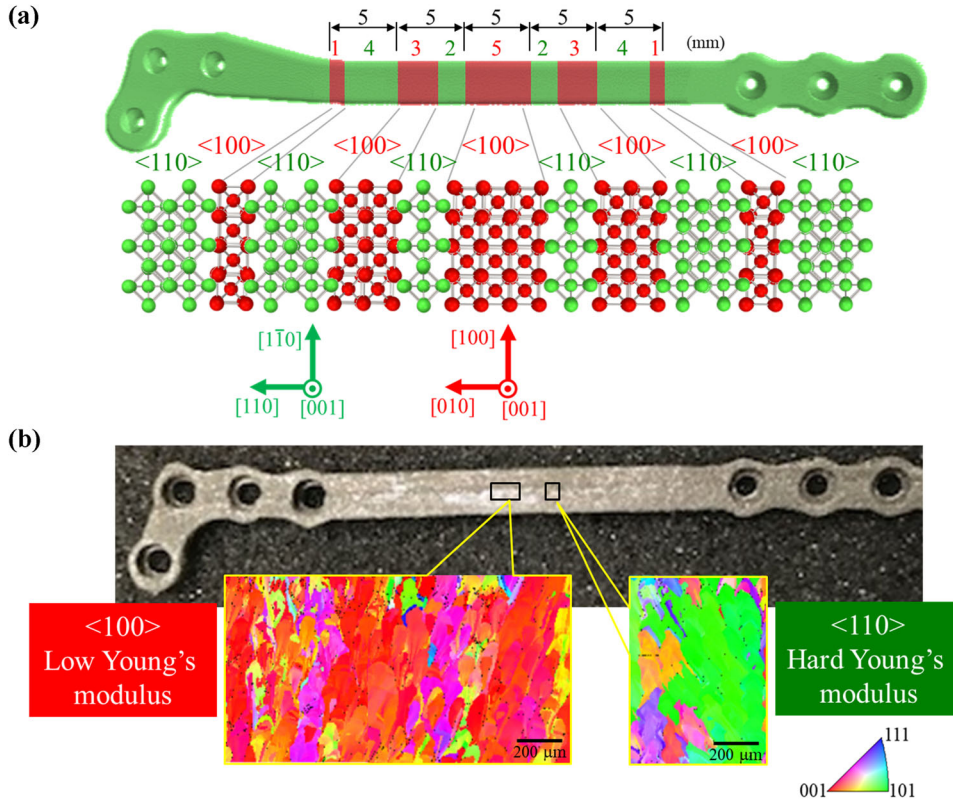 (a)
5 5 5 5 5
1 4 3 2 5 2 3 4 1 (mm)
<100> <100> <100> <100> <100>
<110> <110> <110> <110> <110> <110>
[11̅0] [100]
[110] [001] [010] [001]
(b)
<100>
Low Young’s
modulus
<110>
Hard Young’s
modulus
200 µm
200 µm
111
001 101